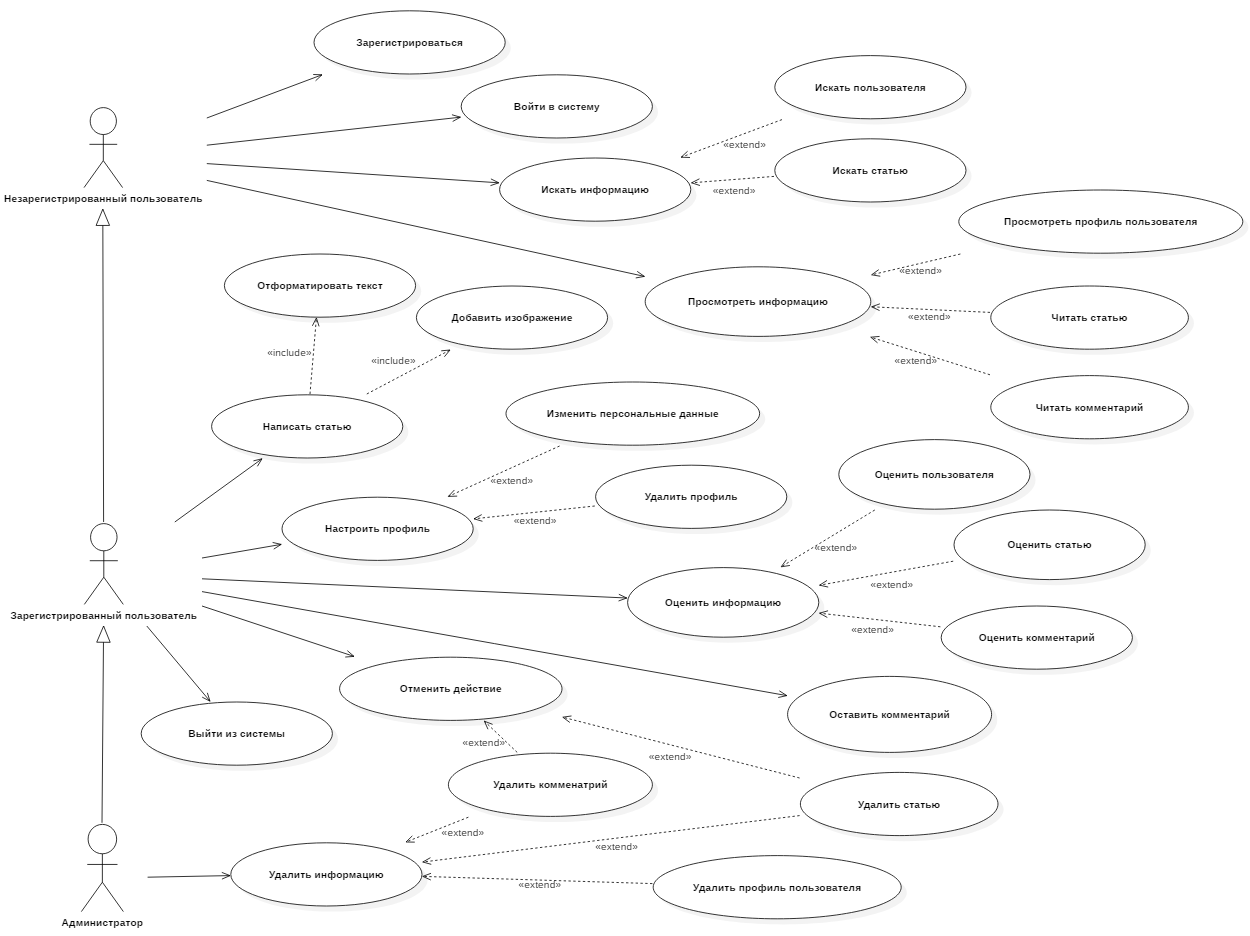 Зарегистрироваться
Войти в систему
Искать пользователя
«extend»
Искать информацию
Искать статью
«extend»
Незарегистрированный пользователь
Просмотреть профиль пользователя
«extend»
Отформатировать текст
Добавить изображение
Просмотреть информацию
Читать статью
«extend»
«include»
«include»
«extend»
Читать комментарий
Написать статью
Изменить персональные данные
«extend»
Оценить пользователя
Удалить профиль
Настроить профиль
«extend»
«extend»
Оценить статью
«extend»
Зарегистрированный пользователь
Оценить информацию
«extend»
Оценить комментарий
Отменить действие
Оставить комментарий
Выйти из системы
«extend»
«extend»
Удалить комменатрий
Удалить статью
«extend»
«extend»
Удалить информацию
«extend»
Удалить профиль пользователя
Администратор